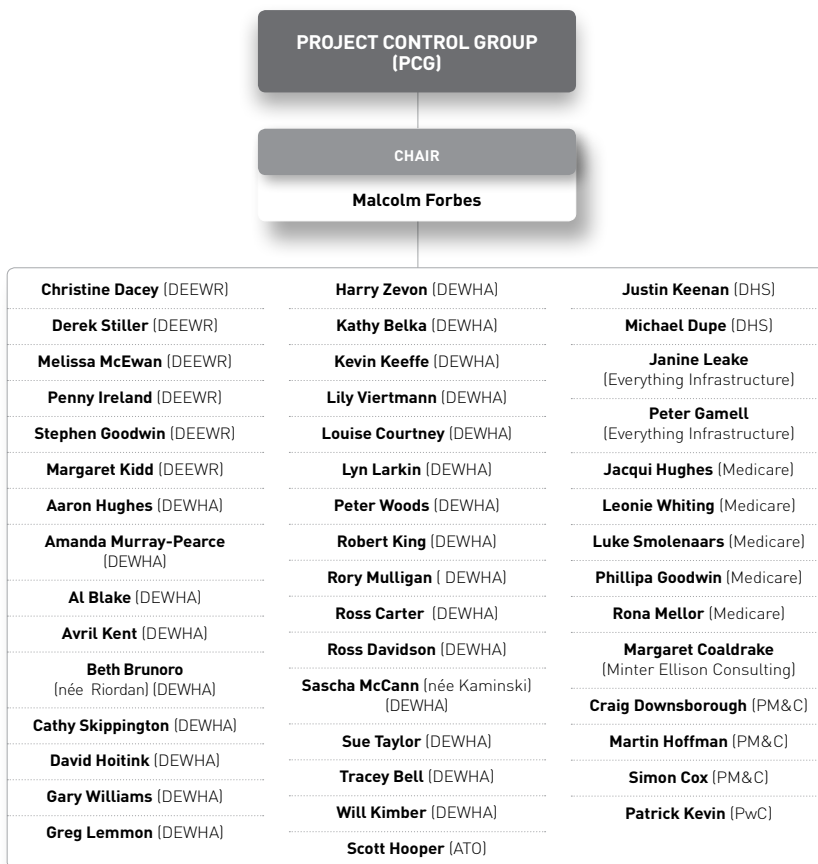 PROJECT CONTROL GROUP
(PCG)
CHAIR
Malcolm Forbes
Christine Dacey (DEEWR)
Derek Stiller (DEEWR)
Melissa McEwan (DEEWR)
Penny Ireland (DEEWR)
Stephen Goodwin (DEEWR)
Margaret Kidd (DEEWR)
Aaron Hughes (DEWHA)
Amanda Murray-Pearce
(DEWHA)
Al Blake (DEWHA)
Avril Kent (DEWHA)
Beth Brunoro
(née Riordan) (DEWHA)
Cathy Skippington (DEWHA)
David Hoitink (DEWHA)
Gary Williams (DEWHA)
Greg Lemmon (DEWHA)
Harry Zevon (DEWHA)
Kathy Belka (DEWHA)
Kevin Keeffe (DEWHA)
Lily Viertmann (DEWHA)
Louise Courtney (DEWHA)
Lyn Larkin (DEWHA)
Peter Woods (DEWHA)
Robert King (DEWHA)
Rory Mulligan ( DEWHA)
Ross Carter (DEWHA)
Ross Davidson (DEWHA)
Sascha McCann (née Kaminski)
(DEWHA)
Sue Taylor (DEWHA)
Tracey Bell (DEWHA)
Will Kimber (DEWHA)
Scott Hooper (ATO)
Justin Keenan (DHS)
Michael Dupe (DHS)
Janine Leake
(Everything Infrastructure)
Peter Gamell
(Everything Infrastructure)
Jacqui Hughes (Medicare)
Leonie Whiting (Medicare)
Luke Smolenaars (Medicare)
Phillipa Goodwin (Medicare)
Rona Mellor (Medicare)
Margaret Coaldrake
(Minter Ellison Consulting)
Craig Downsborough (PM&C)
Martin Hoffman (PM&C)
Simon Cox (PM&C)
Patrick Kevin (PwC)